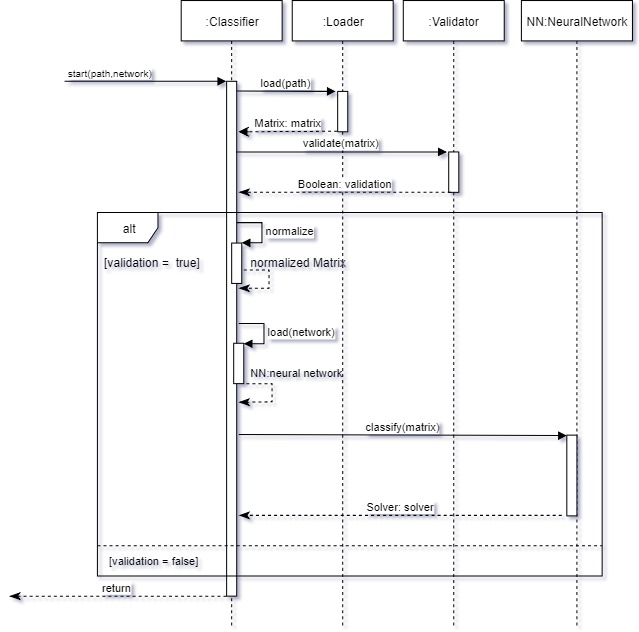 :Classifier
:Loader
:Validator
NN:NeuralNetwork
start(path,network)
load(path)
Matrix: matrix
validate(matrix)
Boolean: validation
alt
normalize
[validation = true]
normalized Matrix
load(network)
NN:neural network
classify(matrix)
Solver: solver
[validation = false]
return